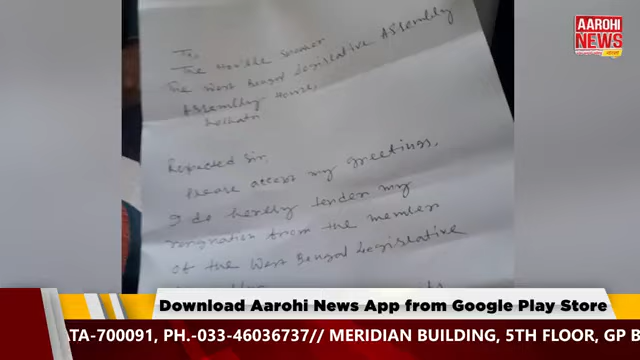 To,
The Hon'ble Speaker
The West Bengal Legislative Assembly
Assembly House,
Kolkata
Respected Sir,
Please accept my greetings.
I do hereby tender my
resignation from the member
of the West Bengal Legislative
AAROHI
NEWS
Download Aarohi News App from Google Play Store
ATA-700091, PH.-033-46036737// MERIDIAN BUILDING, 5TH FLOOR, GP B